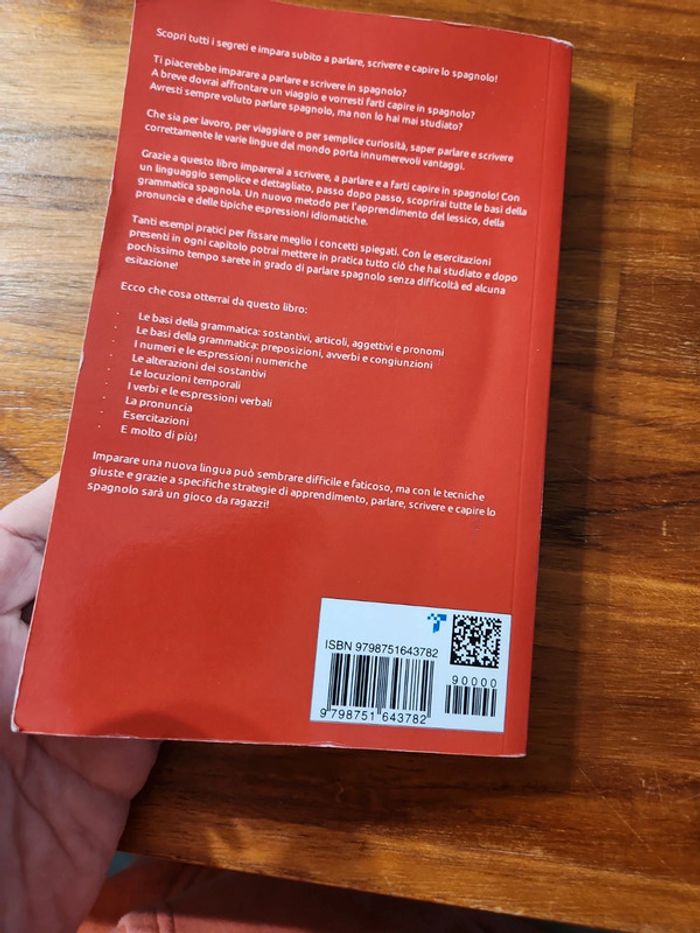 Scopri tutti i segreti e impara subito a parlare, scrivere e capire lo spagnolo!
Ti piacerebbe imparare a parlare e scrivere in spagnolo?
A breve dovrai affrontare un viaggio e vorresti farti capire in spagnolo?
Avresti sempre voluto parlare spagnolo, ma non lo hai mai studiato?
Che sia per lavoro, per viaggiare o per semplice curiosità, saper parlare e scrivere
correttamente le varie lingue del mondo porta innumerevoli vantaggi.
Grazie a questo libro imparerai a scrivere, a parlare e a farti capire in spagnolo! Con
un linguaggio semplice e dettagliato, passo dopo passo, scoprirai tutte le basi della
grammatica spagnola. Un nuovo metodo per l'apprendimento del lessico, della
pronuncia e delle tipiche espressioni idiomatiche.
Tanti esempi pratici per fissare meglio i concetti spiegati. Con le esercitazioni
presenti in ogni capitolo potrai mettere in pratica tutto ciò che hai studiato e dopo
pochissimo tempo sarete in grado di parlare spagnolo senza difficoltà ed alcuna
esitazione!
Ecco che cosa otterrai da questo libro:
· Le basi della grammatica: sostantivi, articoli, aggettivi e pronomi
· Le basi della grammatica: preposizioni, avverbi e congiunzioni
· I numeri e le espressioni numeriche
· Le alterazioni dei sostantivi
· Le locuzioni temporali
· I verbi e le espressioni verbali
· La pronuncia
· Esercitazioni
· E molto di più!
Imparare una nuova lingua può sembrare difficile e faticoso, ma con le tecniche
giuste e grazie a specifiche strategie di apprendimento, parlare, scrivere e capire lo
spagnolo sarà un gioco da ragazzi!
ISBN 9798751643782
90000
9 798751 643782